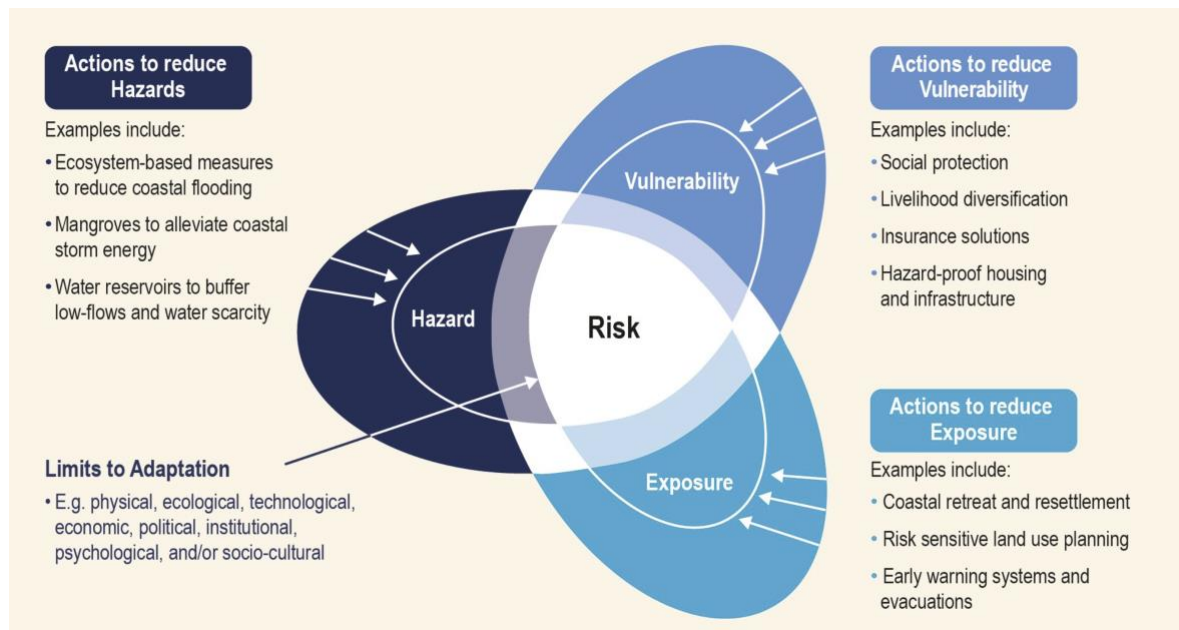 Actions to reduce
Hazards
Examples include:
• Ecosystem-based measures
to reduce coastal flooding
• Mangroves to alleviate coastal
storm energy
• Water reservoirs to buffer
low-flows and water scarcity
Limits to Adaptation
• E.g. physical, ecological, technological,
economic, political, institutional,
psychological, and/or socio-cultural
Vulnerability
Hazard
Risk
Exposure
Actions to reduce
Vulnerability
Examples include:
• Social protection
• Livelihood diversification
• Insurance solutions
• Hazard-proof housing
and infrastructure
Actions to reduce
Exposure
Examples include:
• Coastal retreat and resettlement
• Risk sensitive land use planning
• Early warning systems and
evacuations